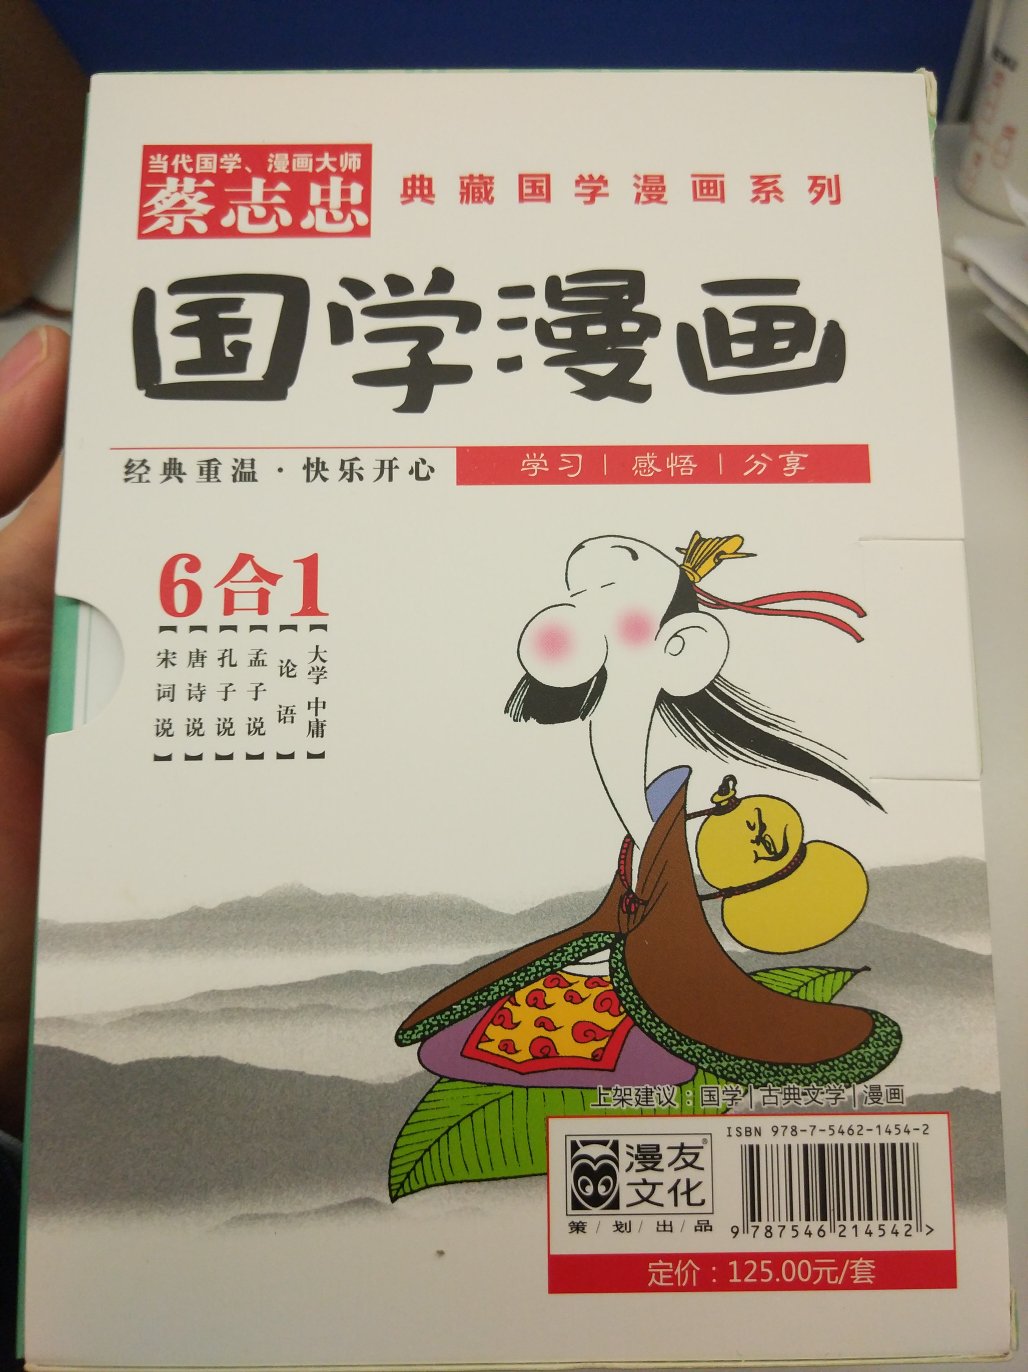 当代国学、漫画大师
蔡志忠
典藏国学漫画系列
国学漫画
经典重温·快乐开心
学习|感悟|分享
6合1
【大学 中庸】
【论语】
【孟子说】
【孔子说】
【唐诗说】
【宋词说】
道
上架建议：国学|古典文学|漫画
漫友®
文化
策/划/出/品
ISBN 978-7-5462-1454-2
9 787546 214542 >
定价：125.00元/套